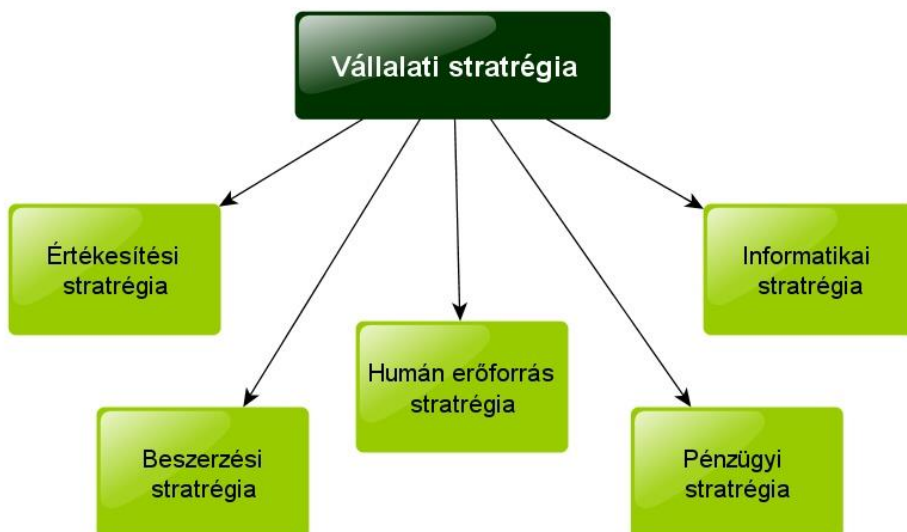 Vállalati stratrégia
Értékesítési
stratrégia
Informatikai
stratrégia
Humán erőforrás
stratrégia
Beszerzési
stratrégia
Pénzügyi
stratrégia